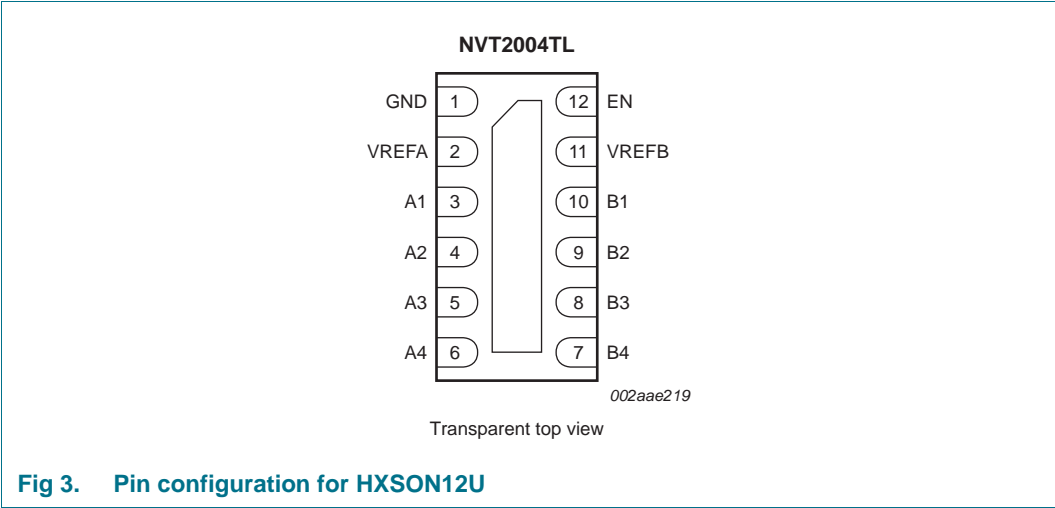 NVT2004TL
GND 1 12 EN
VREFA 2 11 VREFB
A1 3 10 B1
A2 4 9 B2
A3 5 8 B3
A4 6 7 B4
002aae219
Transparent top view
Fig 3. Pin configuration for HXSON12U